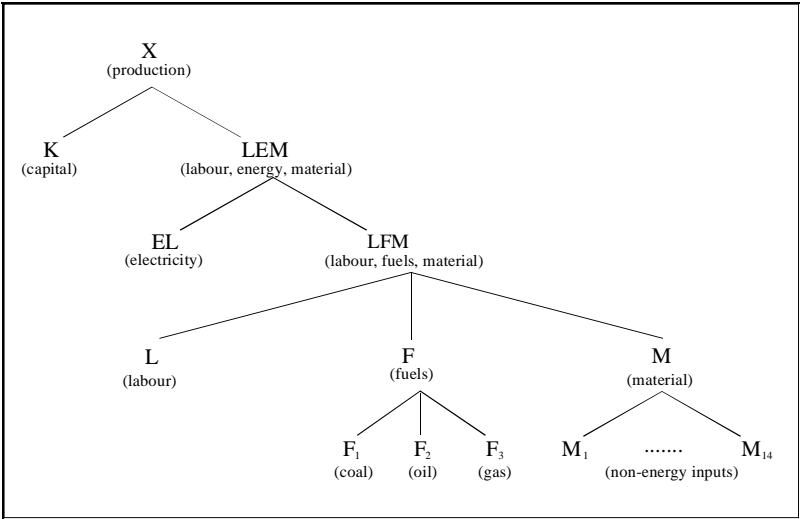 X
(production)
K
LEM
(capital)
(labour, energy, material)
EL
LFM
(electricity)
(labour, fuels, material)
L
F
M
(labour)
(fuels)
(material)
F₁
F₂
F₃
M₁
.......
M₁₄
(coal)
(oil)
(gas)
(non-energy inputs)